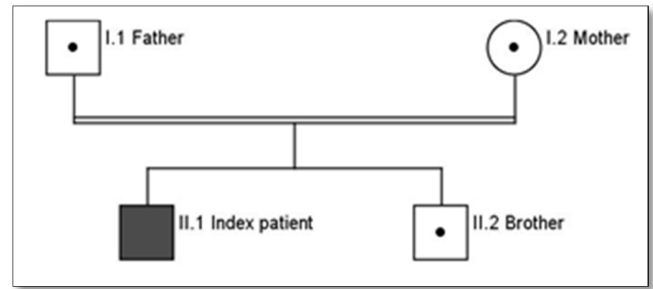 I.1 Father
I.2 Mother
II.1 Index patient
II.2 Brother